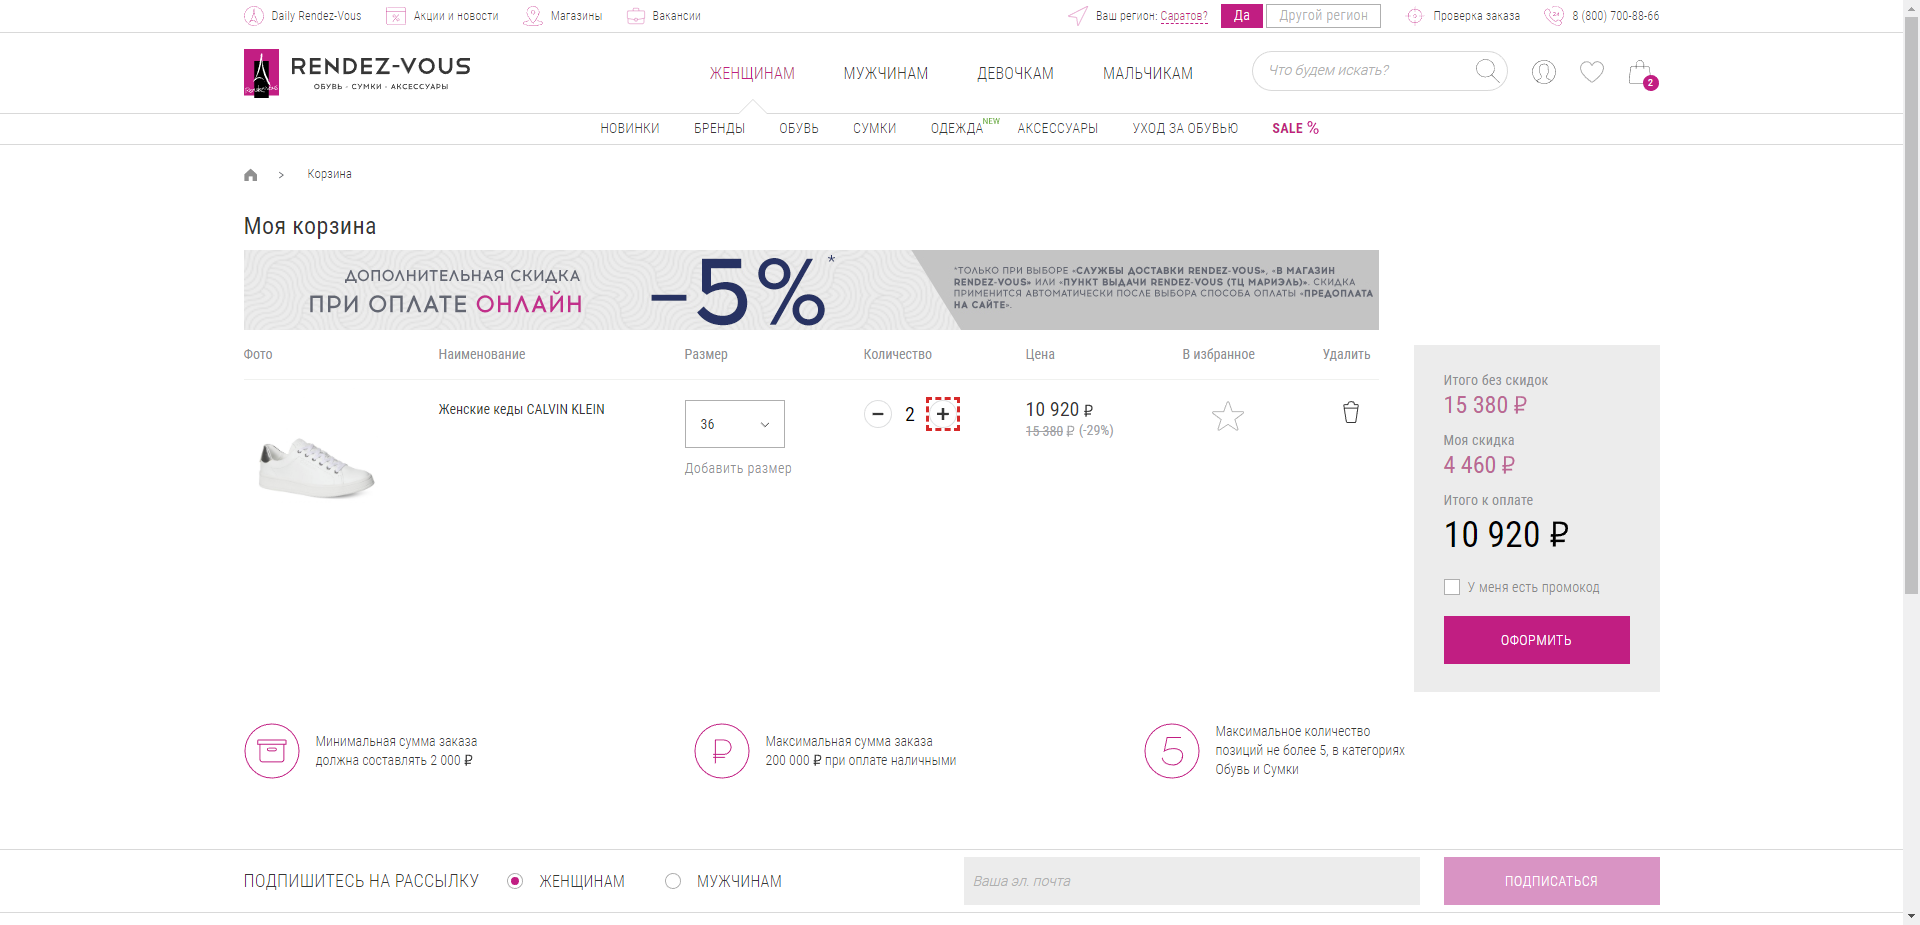 Daily Rendez-Vous
Акции и новости
Магазины
Вакансии
Ваш регион: Саратов?
Да
Другой регион
Проверка заказа
8 (800) 700-88-66
RENDEZ-VOUS
ОБУВЬ · СУМКИ · АКСЕССУАРЫ
ЖЕНЩИНАМ
МУЖЧИНАМ
ДЕВОЧКАМ
МАЛЬЧИКАМ
Что будем искать?
2
НОВИНКИ
БРЕНДЫ
ОБУВЬ
СУМКИ
ОДЕЖДА
NEW
АКСЕССУАРЫ
УХОД ЗА ОБУВЬЮ
SALE %
>
Корзина
Моя корзина
ДОПОЛНИТЕЛЬНАЯ СКИДКА
ПРИ ОПЛАТЕ ОНЛАЙН
–5%*
*ТОЛЬКО ПРИ ВЫБОРЕ «СЛУЖБЫ ДОСТАВКИ RENDEZ-VOUS», «В МАГАЗИН
RENDEZ-VOUS» ИЛИ «ПУНКТ ВЫДАЧИ RENDEZ-VOUS (ТЦ МАРИЭЛЬ)». СКИДКА
ПРИМЕНИТСЯ АВТОМАТИЧЕСКИ ПОСЛЕ ВЫБОРА СПОСОБА ОПЛАТЫ «ПРЕДОПЛАТА
НА САЙТЕ».
Фото
Наименование
Размер
Количество
Цена
В избранное
Удалить
Женские кеды CALVIN KLEIN
36
Добавить размер
− 2 +
10 920 ₽
15 380 ₽ (-29%)
Итого без скидок
15 380 ₽
Моя скидка
4 460 ₽
Итого к оплате
10 920 ₽
У меня есть промокод
ОФОРМИТЬ
Минимальная сумма заказа
должна составлять 2 000 ₽
₽
Максимальная сумма заказа
200 000 ₽ при оплате наличными
5
Максимальное количество
позиций не более 5, в категориях
Обувь и Сумки
ПОДПИШИТЕСЬ НА РАССЫЛКУ
ЖЕНЩИНАМ
МУЖЧИНАМ
Ваша эл. почта
ПОДПИСАТЬСЯ